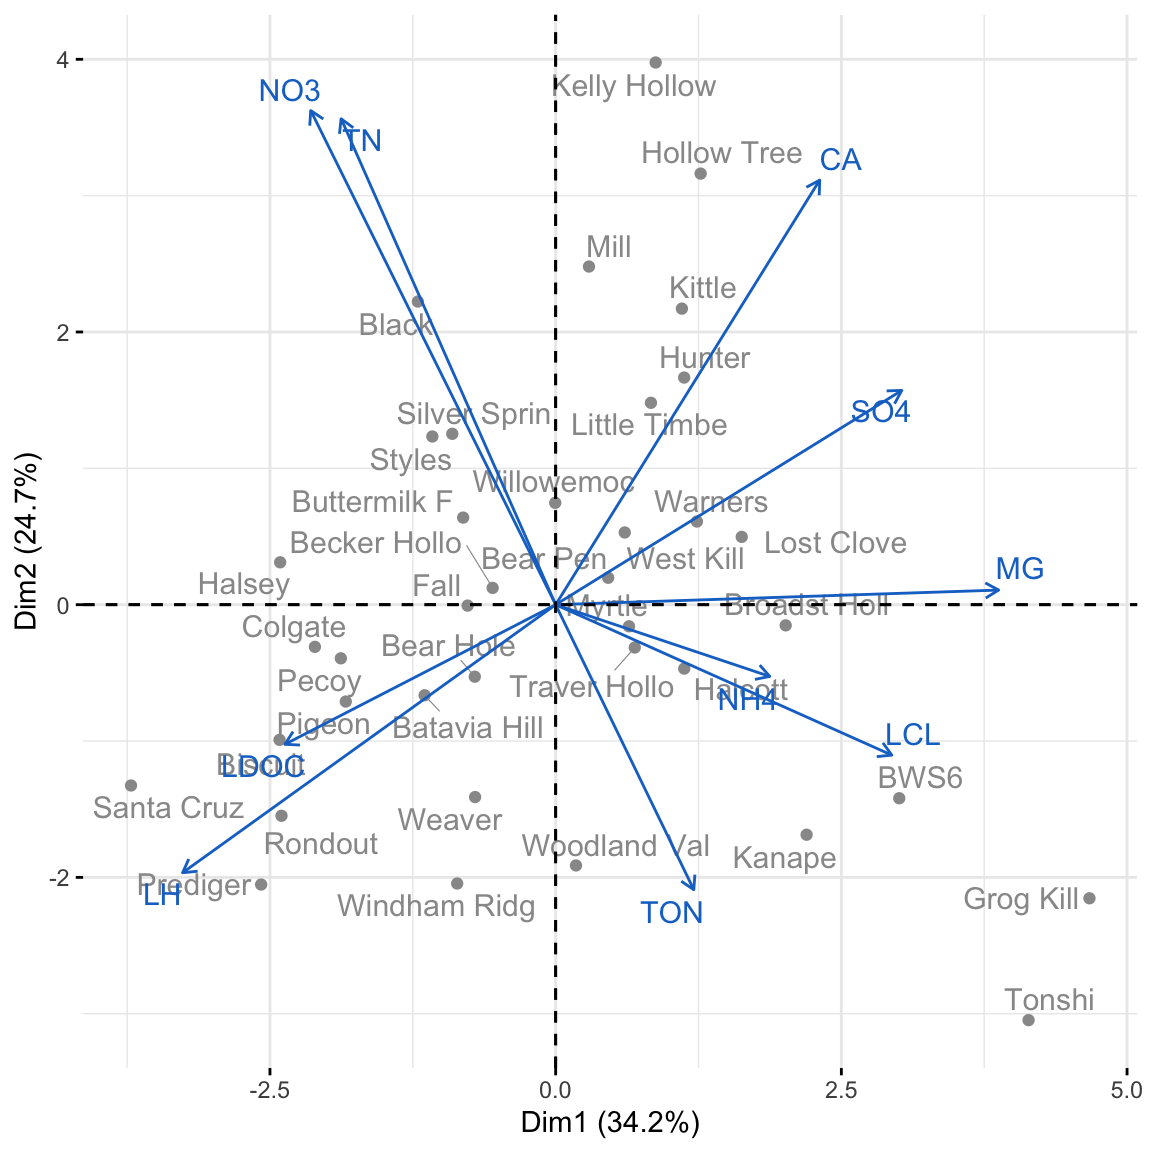 4
NO3
TN
Kelly Hollow
Hollow Tree
CA
Mill
Kittle
2
Black
Hunter
SO4
Silver Sprin
Little Timbe
Styles
Willowemoc
Buttermilk F
Warners
Becker Hollo
Bear Pen
West Kill
Lost Clove
Halsey
Fall
MG
0
Myrtle
Broadst Holl
Colgate
Bear Hole
Pecoy
Traver Hollo
Halcott
NH4
Pigeon
Batavia Hill
LCL
Biscuit
LDOC
BWS6
Santa Cruz
Weaver
Rondout
Woodland Val
Kanape
-2
Prediger
LH
Windham Ridg
TON
Grog Kill
Tonshi
-2.5
0.0
2.5
5.0
Dim1 (34.2%)
Dim2 (24.7%)